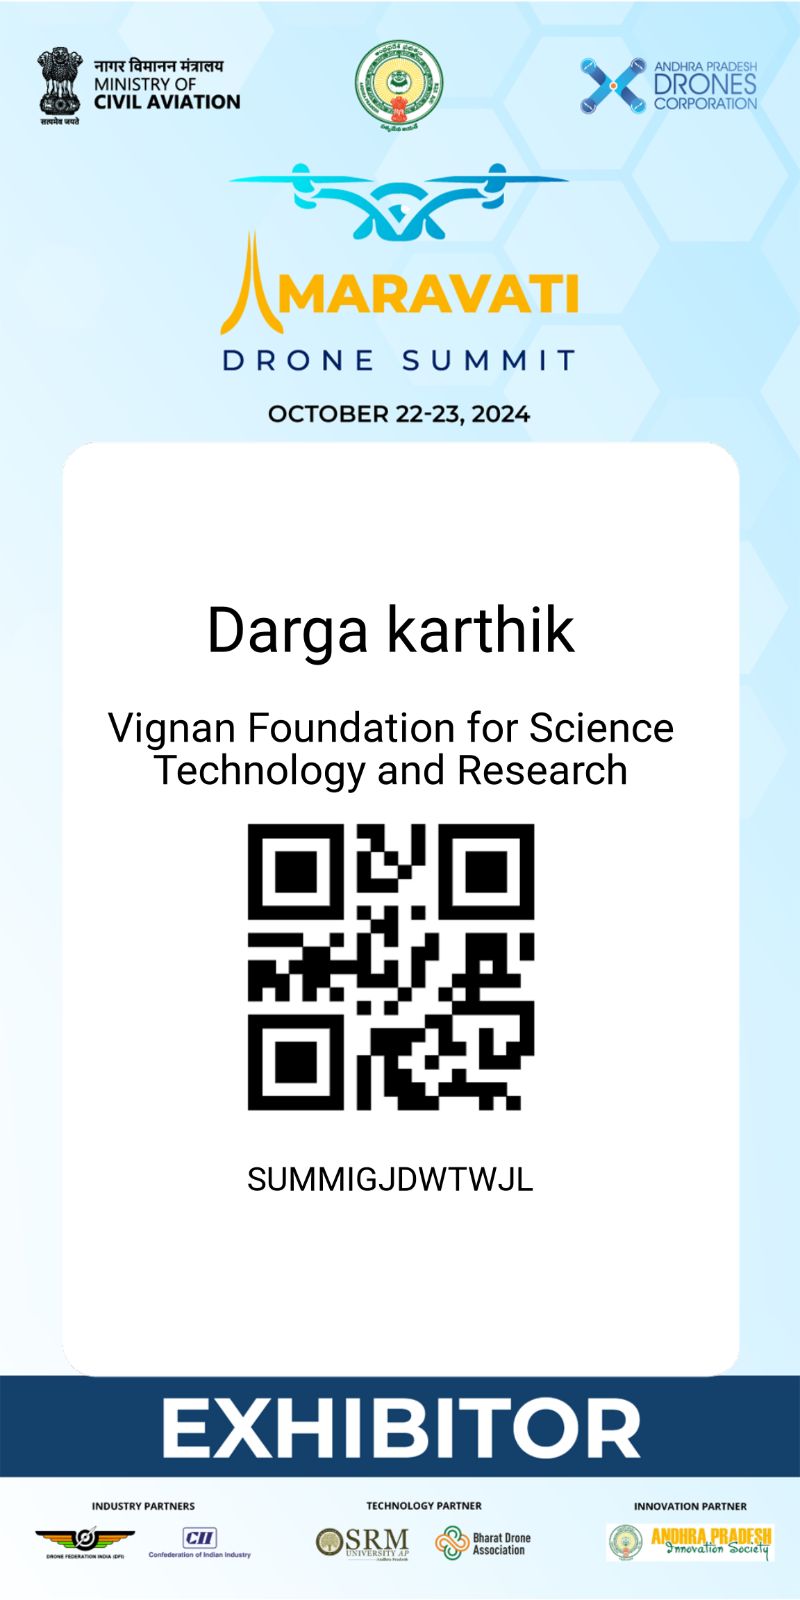 नागर विमानन मंत्रालय
MINISTRY OF
CIVIL AVIATION
सत्यमेव जयते
ANDHRA PRADESH
DRONES
CORPORATION
AMARAVATI
DRONE SUMMIT
OCTOBER 22-23, 2024
Darga karthik
Vignan Foundation for Science
Technology and Research
SUMMIGJDWTWJL
EXHIBITOR
INDUSTRY PARTNERS
TECHNOLOGY PARTNER
INNOVATION PARTNER
DRONE FEDERATION INDIA (DFI)
CII
Confederation of Indian Industry
SRM
UNIVERSITY AP
Andhra Pradesh
Bharat Drone
Association
ANDHRA PRADESH
Innovation Society